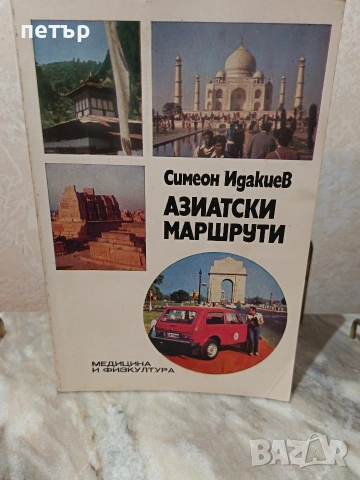 петър
Симеон Идакиев
АЗИАТСКИ
МАРШРУТИ
МЕДИЦИНА
И ФИЗКУЛТУРА
BAZAR